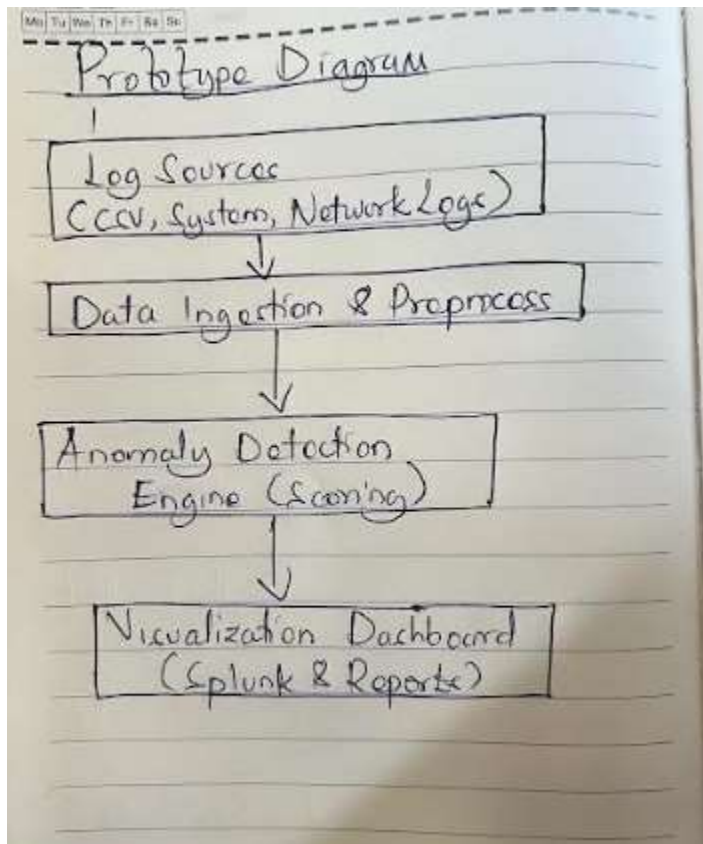 Mo Tu We Th Fr Sa Su
Prototype Diagram
Log Sources
(CSV, System, Network Logs)
Data Ingestion & Preprocess
Anomaly Detection
Engine (Scoring)
Visualization Dashboard
(Splunk & Reports)